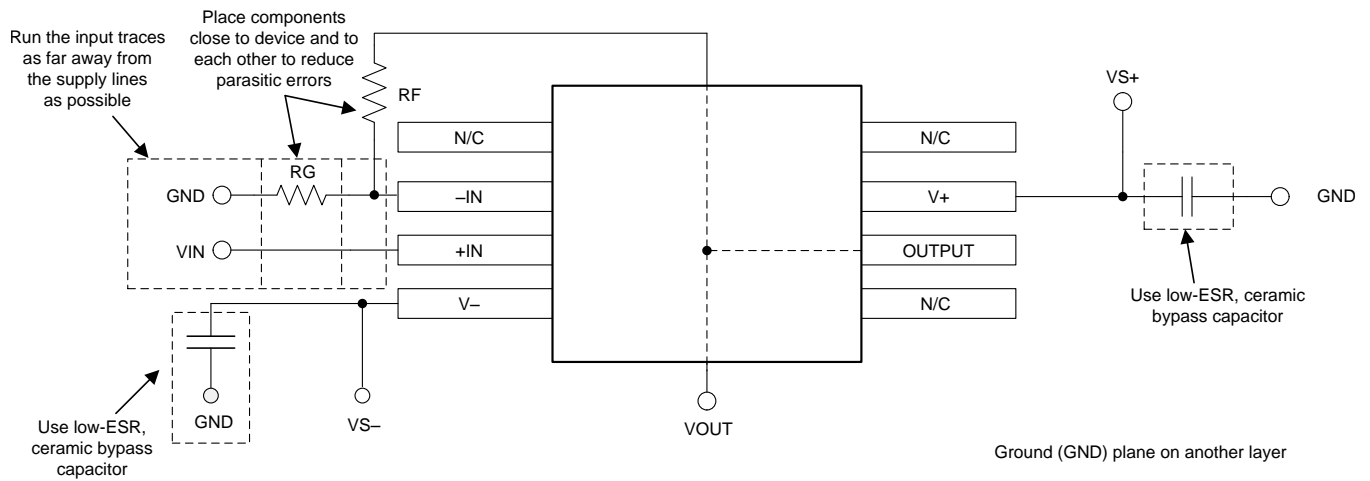 Run the input traces
as far away from
the supply lines
as possible
Place components
close to device and to
each other to reduce
parasitic errors
RF
VS+
N/C
N/C
RG
GND
–IN
V+
GND
VIN
+IN
OUTPUT
V–
N/C
Use low-ESR, ceramic
bypass capacitor
GND
VS–
VOUT
Use low-ESR,
ceramic bypass
capacitor
Ground (GND) plane on another layer